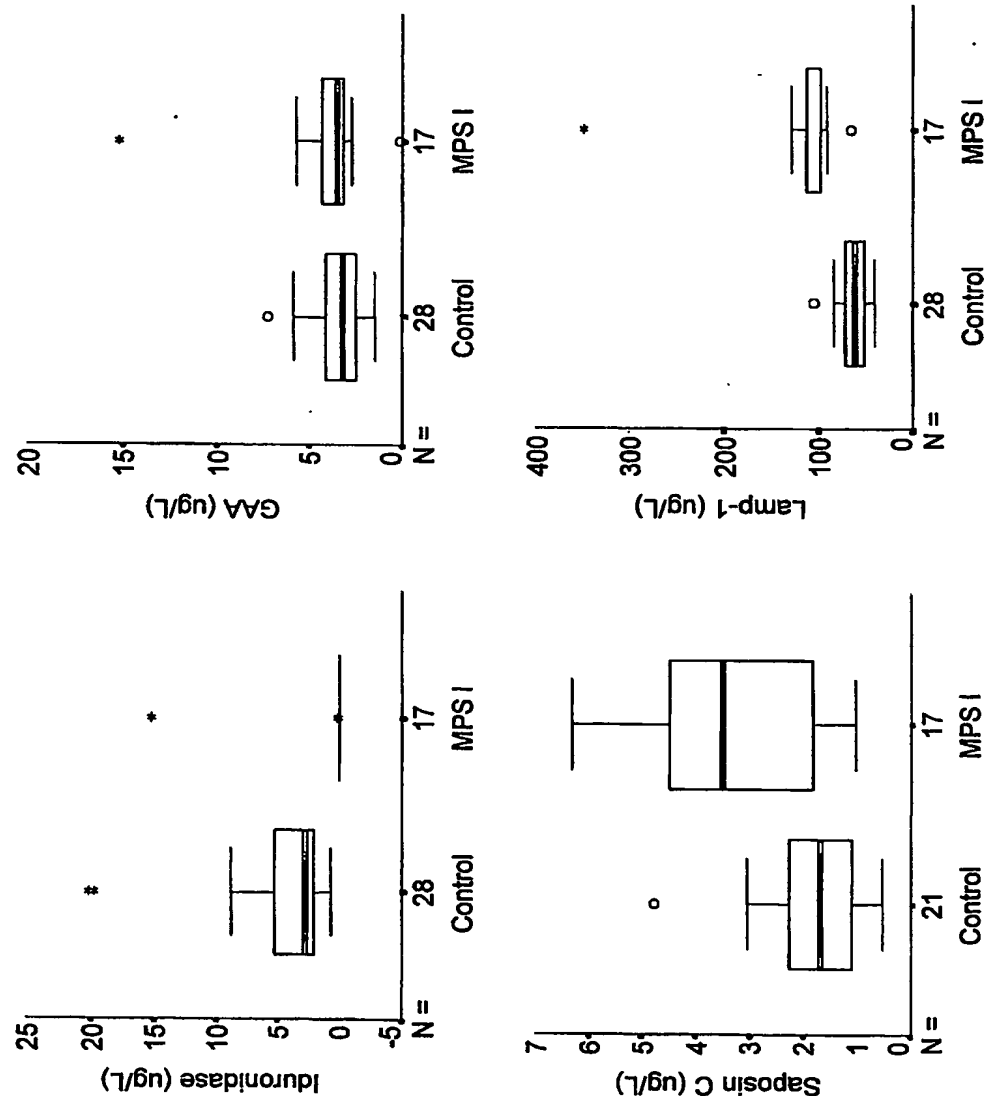 Iduronidase (ug/L)
25
20
15
10
5
0
-5
N =
28
17
Control
MPS I
GAA (ug/L)
20
15
10
5
0
N =
28
17
Control
MPS I
Saposin C (ug/L)
7
6
5
4
3
2
1
0
N =
21
17
Control
MPS I
Lamp-1 (ug/L)
400
300
200
100
0
N =
28
17
Control
MPS I